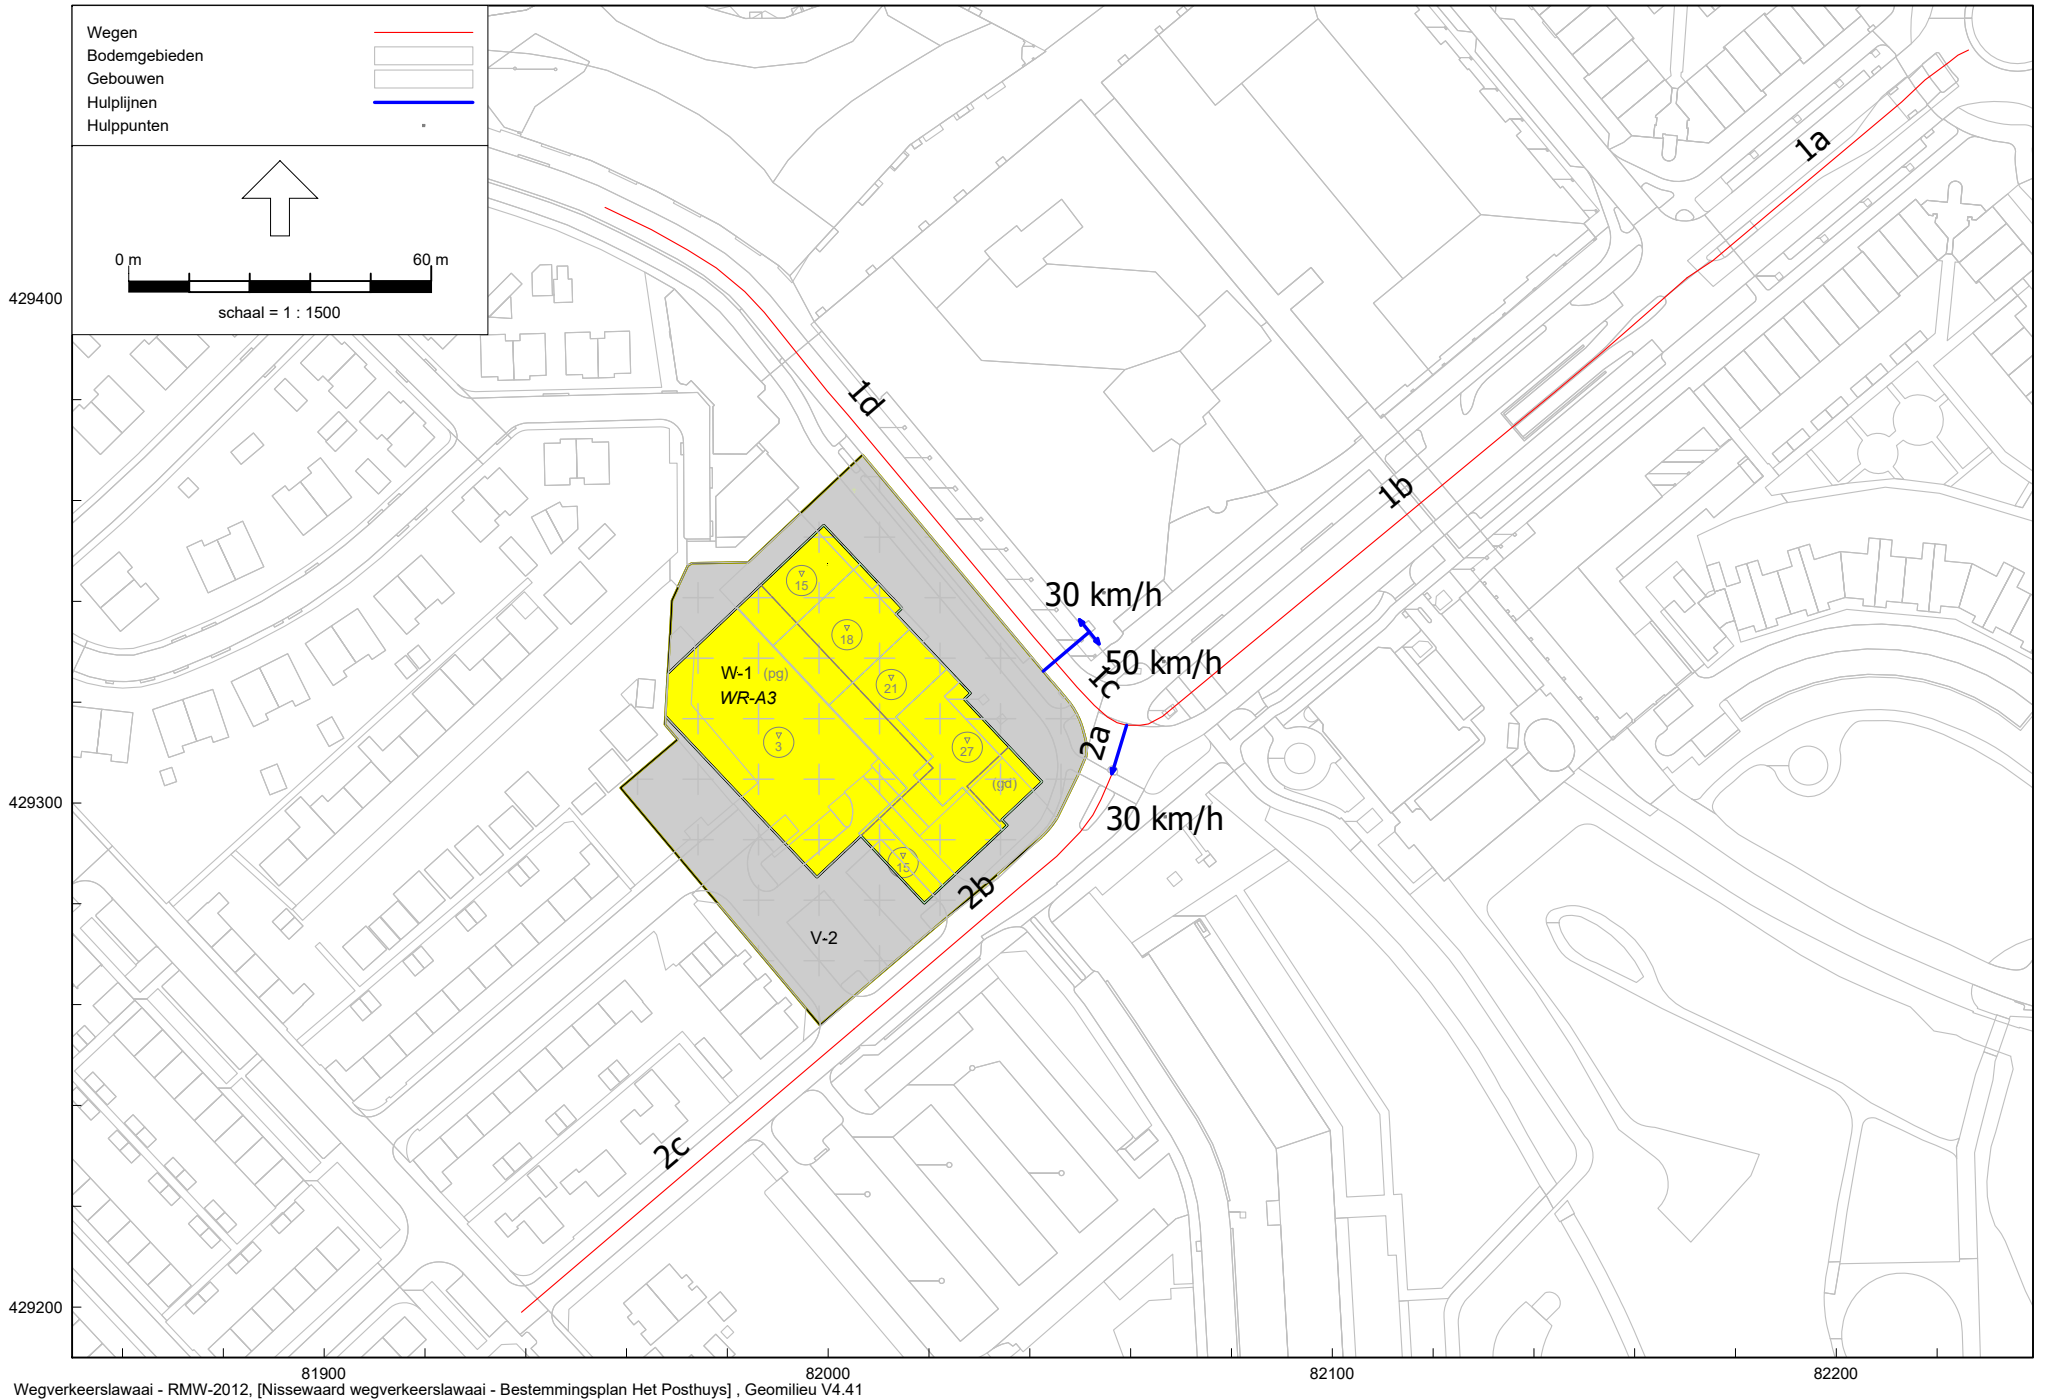 Wegen
Bodemgebieden
Gebouwen
Hulplijnen
Hulppunten
0 m 60 m
schaal = 1 : 1500
429400
429300
429200
81900 82000 82100 82200
1a
1b
1d
30 km/h
50 km/h
1c
2a
30 km/h
2b
2c
15
18
W-1 (pg)
WR-A3
21
3
27
(gd)
15
V-2
Wegverkeerslawaai - RMW-2012, [Nissewaard wegverkeerslawaai - Bestemmingsplan Het Posthuys] , Geomilieu V4.41